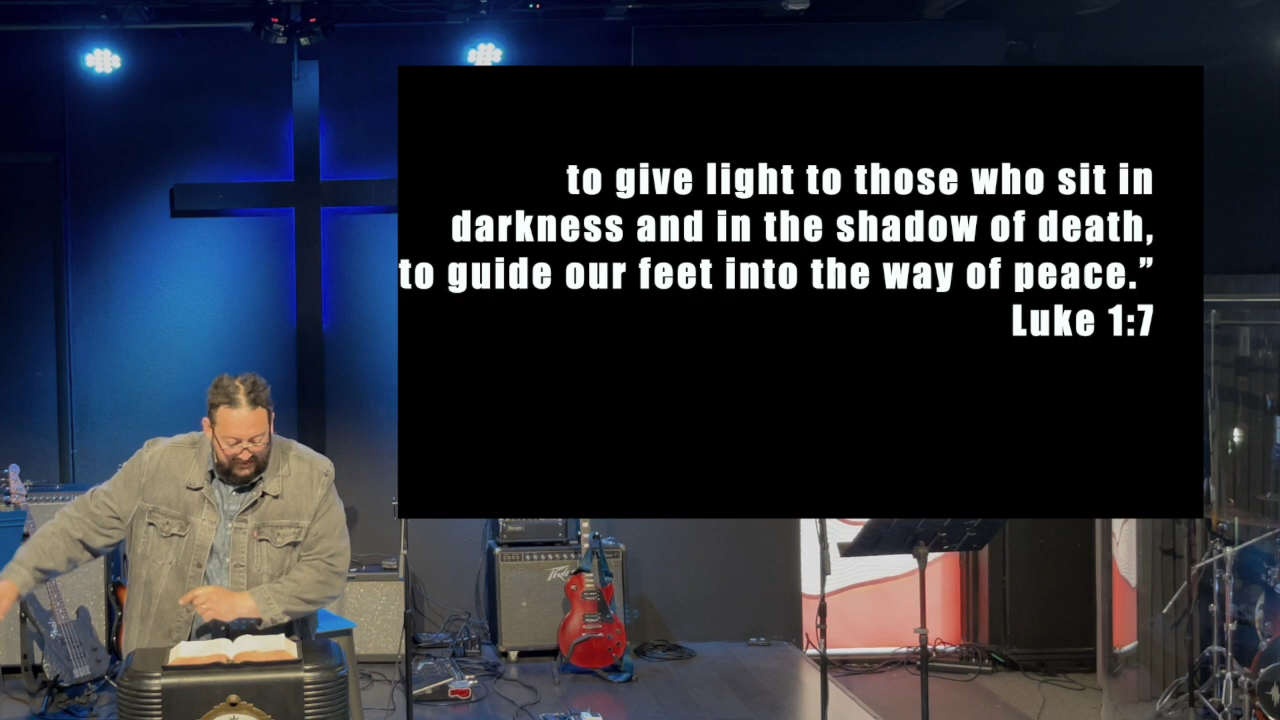 to give light to those who sit in
darkness and in the shadow of death,
to guide our feet into the way of peace.”
Luke 1:7